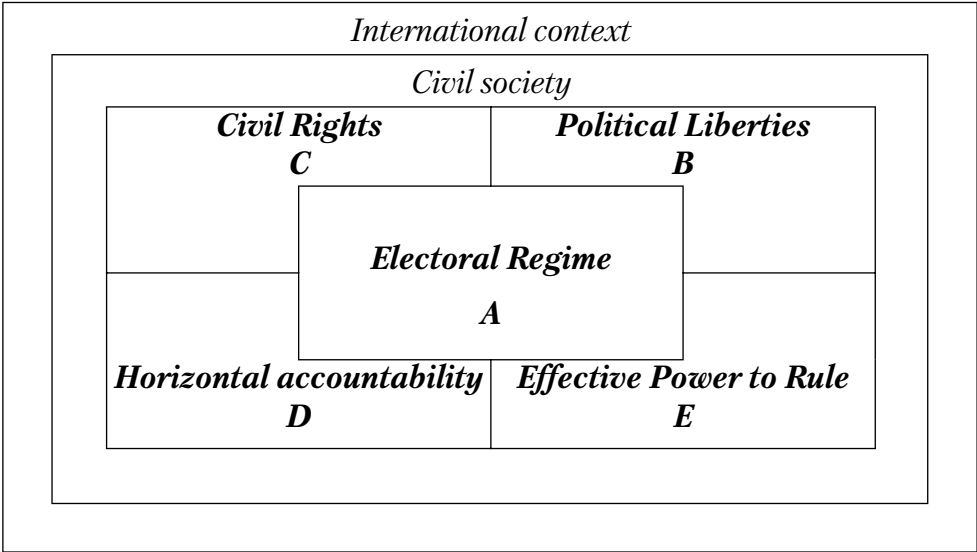 International context
Civil society
Civil Rights
C
Political Liberties
B
Electoral Regime
A
Horizontal accountability
D
Effective Power to Rule
E